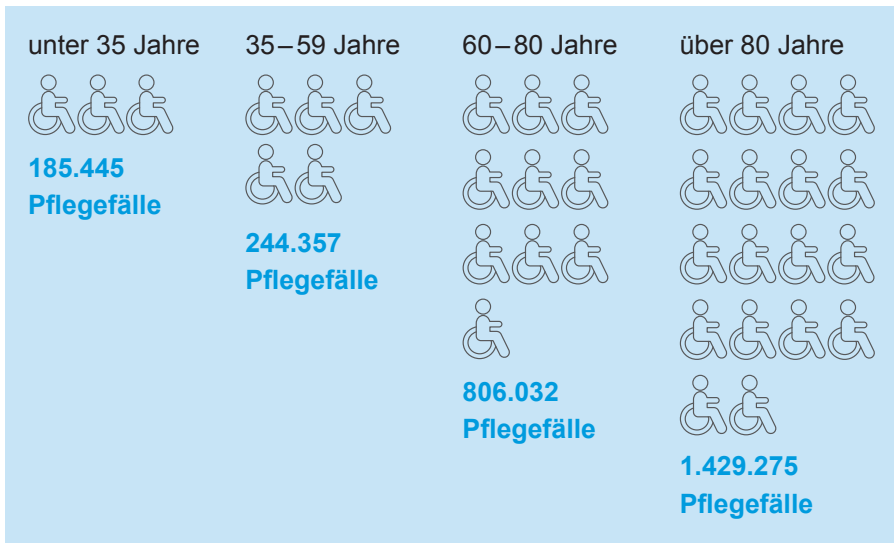 unter 35 Jahre
185.445
Pflegefälle
35–59 Jahre
244.357
Pflegefälle
60–80 Jahre
806.032
Pflegefälle
über 80 Jahre
1.429.275
Pflegefälle